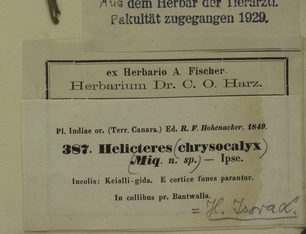 Aus dem Herbar der Tierärztl.
Fakultät zugegangen 1929.
ex Herbario A Fischer.
Herbarium Dr. C. O. Harz.
Pl. Indiae or. (Terr. Canara.) Ed. R. F. Hohenacker. 1849.
387. Helicteres (chrysocalyx)
(Miq. n. sp.) — Ipse.
Incolis: Keialli-gida. E cortice funes parantur.
In collibus pr. Bantwalla.
= H. Isora L.